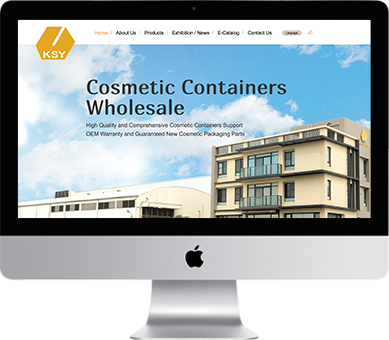 KSY
Home About Us Products Exhibition / News E-Catalog Contact Us Language
Cosmetic Containers
Wholesale
High Quality and Comprehensive Cosmetic Containers Support
OEM Warranty and Guaranteed New Cosmetic Packaging Parts